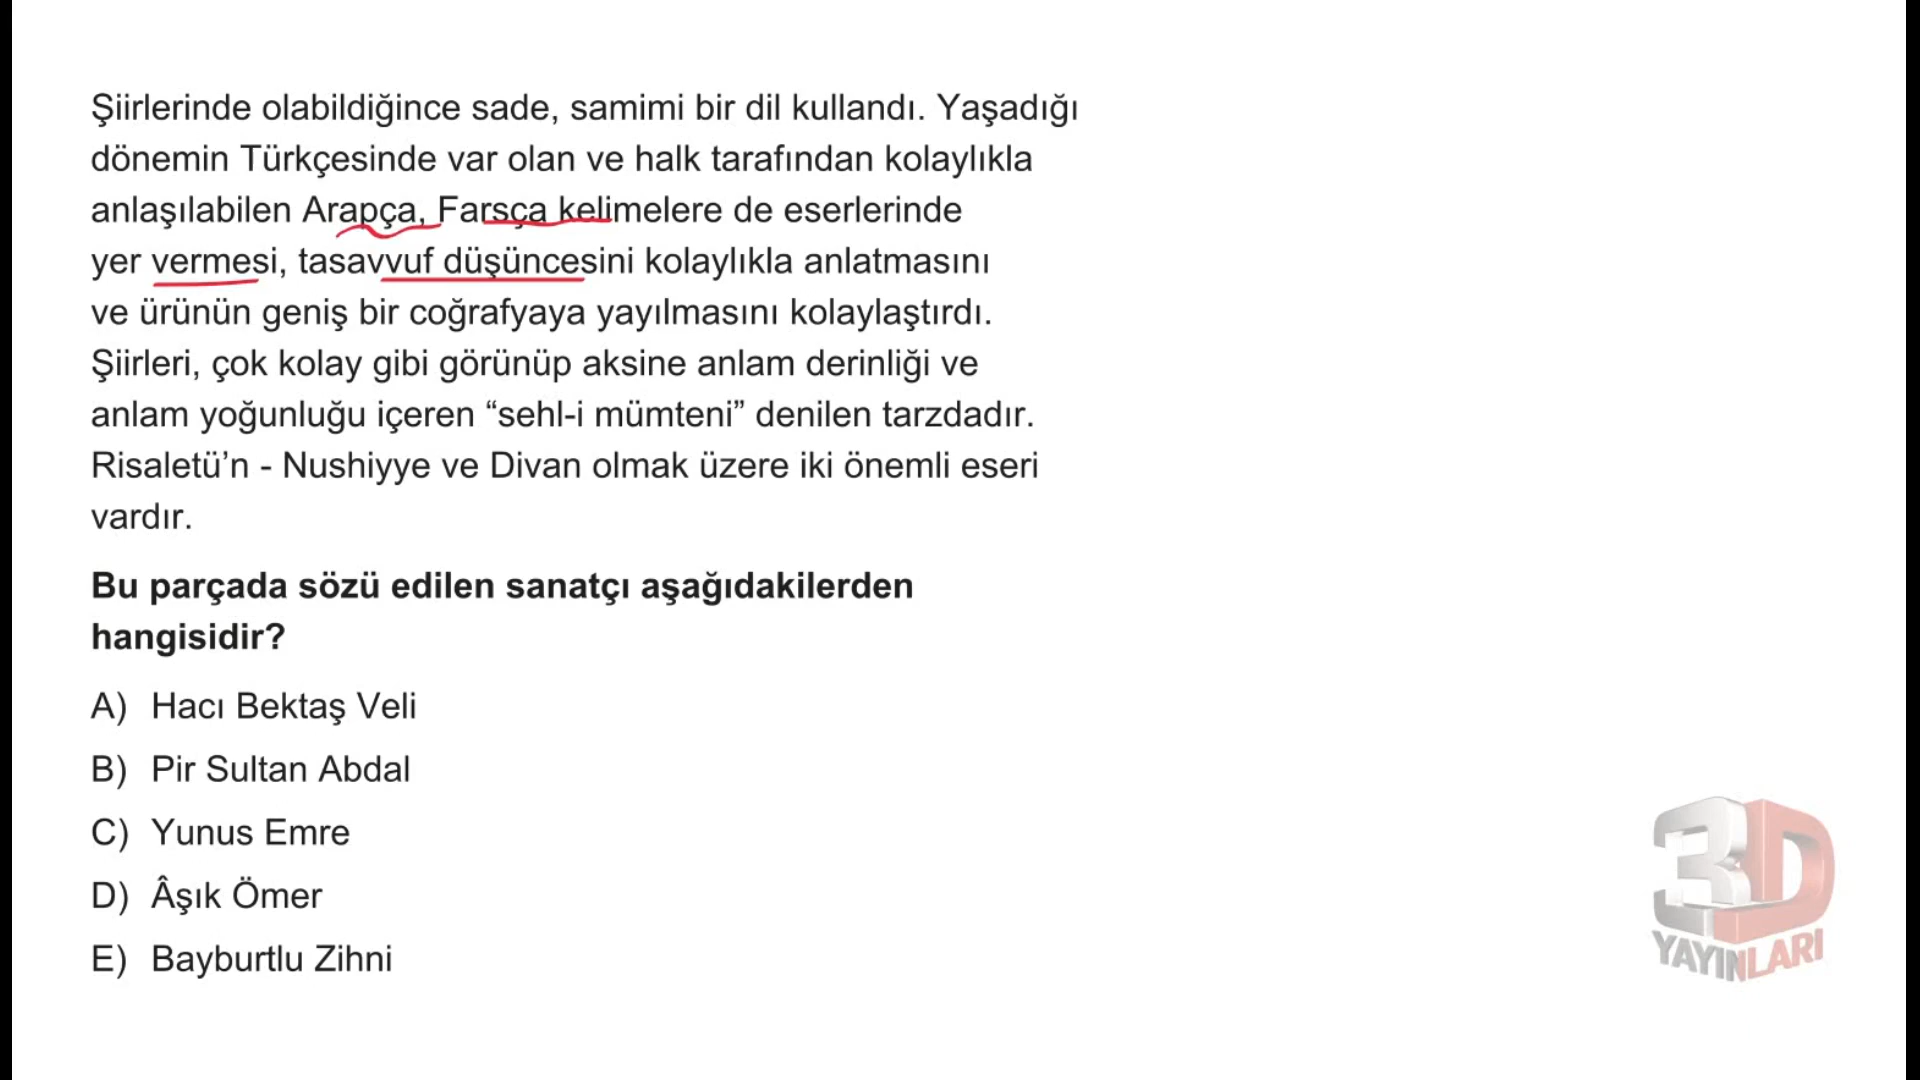 Şiirlerinde olabildiğince sade, samimi bir dil kullandı. Yaşadığı
dönemin Türkçesinde var olan ve halk tarafından kolaylıkla
anlaşılabilen Arapça, Farsça kelimelere de eserlerinde
yer vermesi, tasavvuf düşüncesini kolaylıkla anlatmasını
ve ürünün geniş bir coğrafyaya yayılmasını kolaylaştırdı.
Şiirleri, çok kolay gibi görünüp aksine anlam derinliği ve
anlam yoğunluğu içeren “sehl-i mümteni” denilen tarzdadır.
Risaletü’n - Nushiyye ve Divan olmak üzere iki önemli eseri
vardır.
Bu parçada sözü edilen sanatçı aşağıdakilerden
hangisidir?
A) Hacı Bektaş Veli
B) Pir Sultan Abdal
C) Yunus Emre
D) Âşık Ömer
E) Bayburtlu Zihni
3D
YAYINLARI